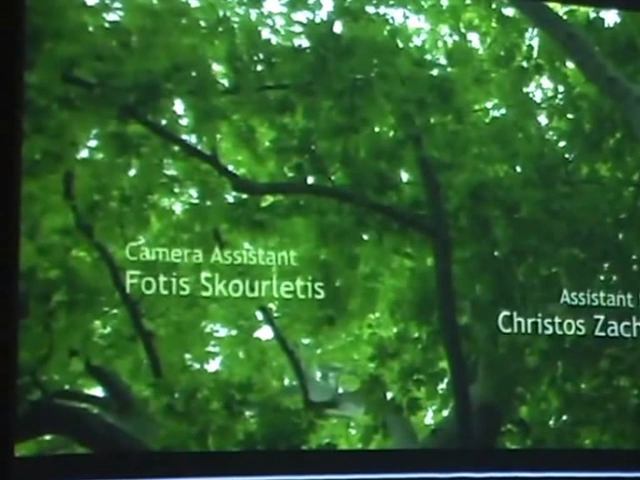 Camera Assistant
Fotis Skourletis
Assistant
Christos Zach